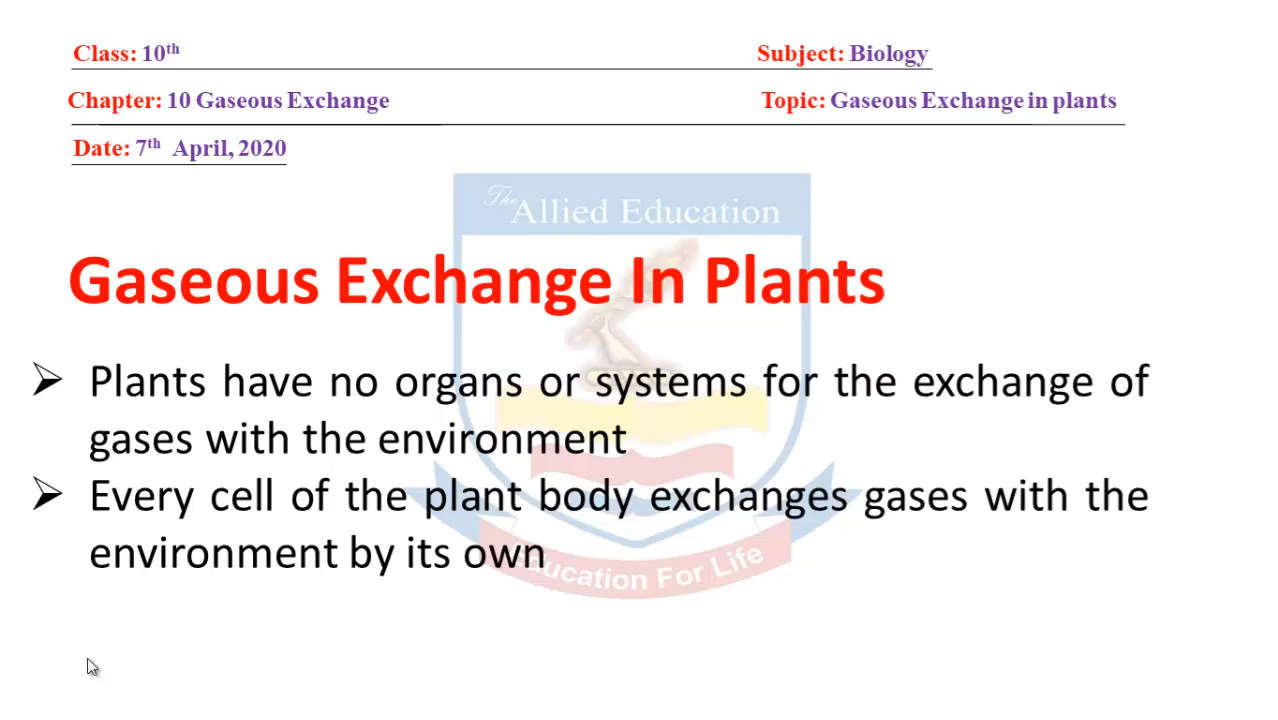 Class: 10th
Subject: Biology
Chapter: 10 Gaseous Exchange
Topic: Gaseous Exchange in plants
Date: 7th April, 2020
The Allied Education
Gaseous Exchange In Plants
Plants have no organs or systems for the exchange of
gases with the environment
Every cell of the plant body exchanges gases with the
environment by its own
Education For Life